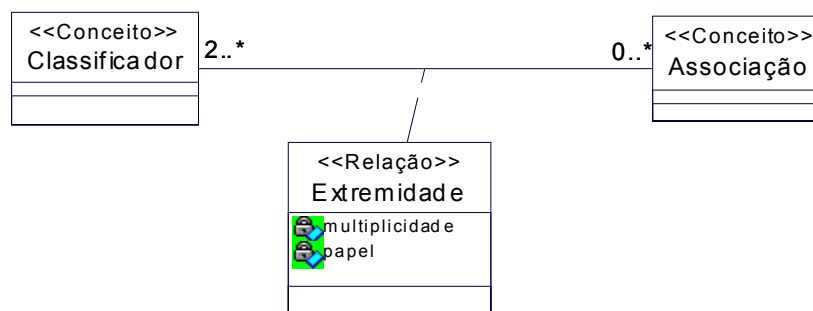 <<Conceito>>
Classificador
2..*
0..*
<<Conceito>>
Associação
<<Relação>>
Extremidade
multiplicidade
papel